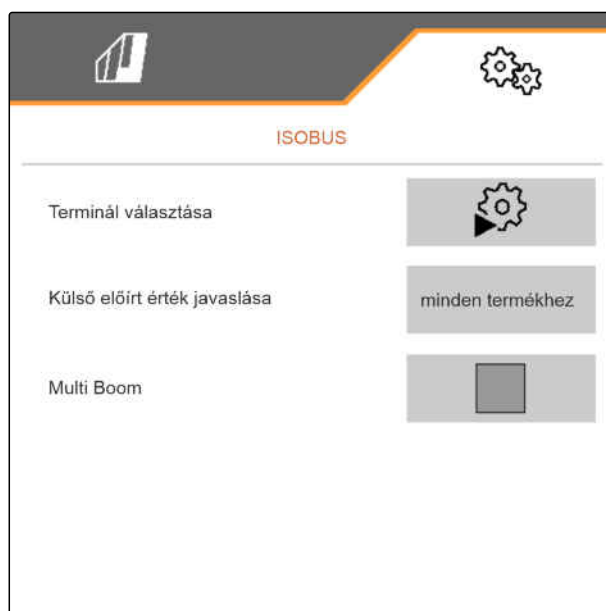 ISOBUS
Terminál választása
Külső előírt érték javaslása
minden termékhez
Multi Boom